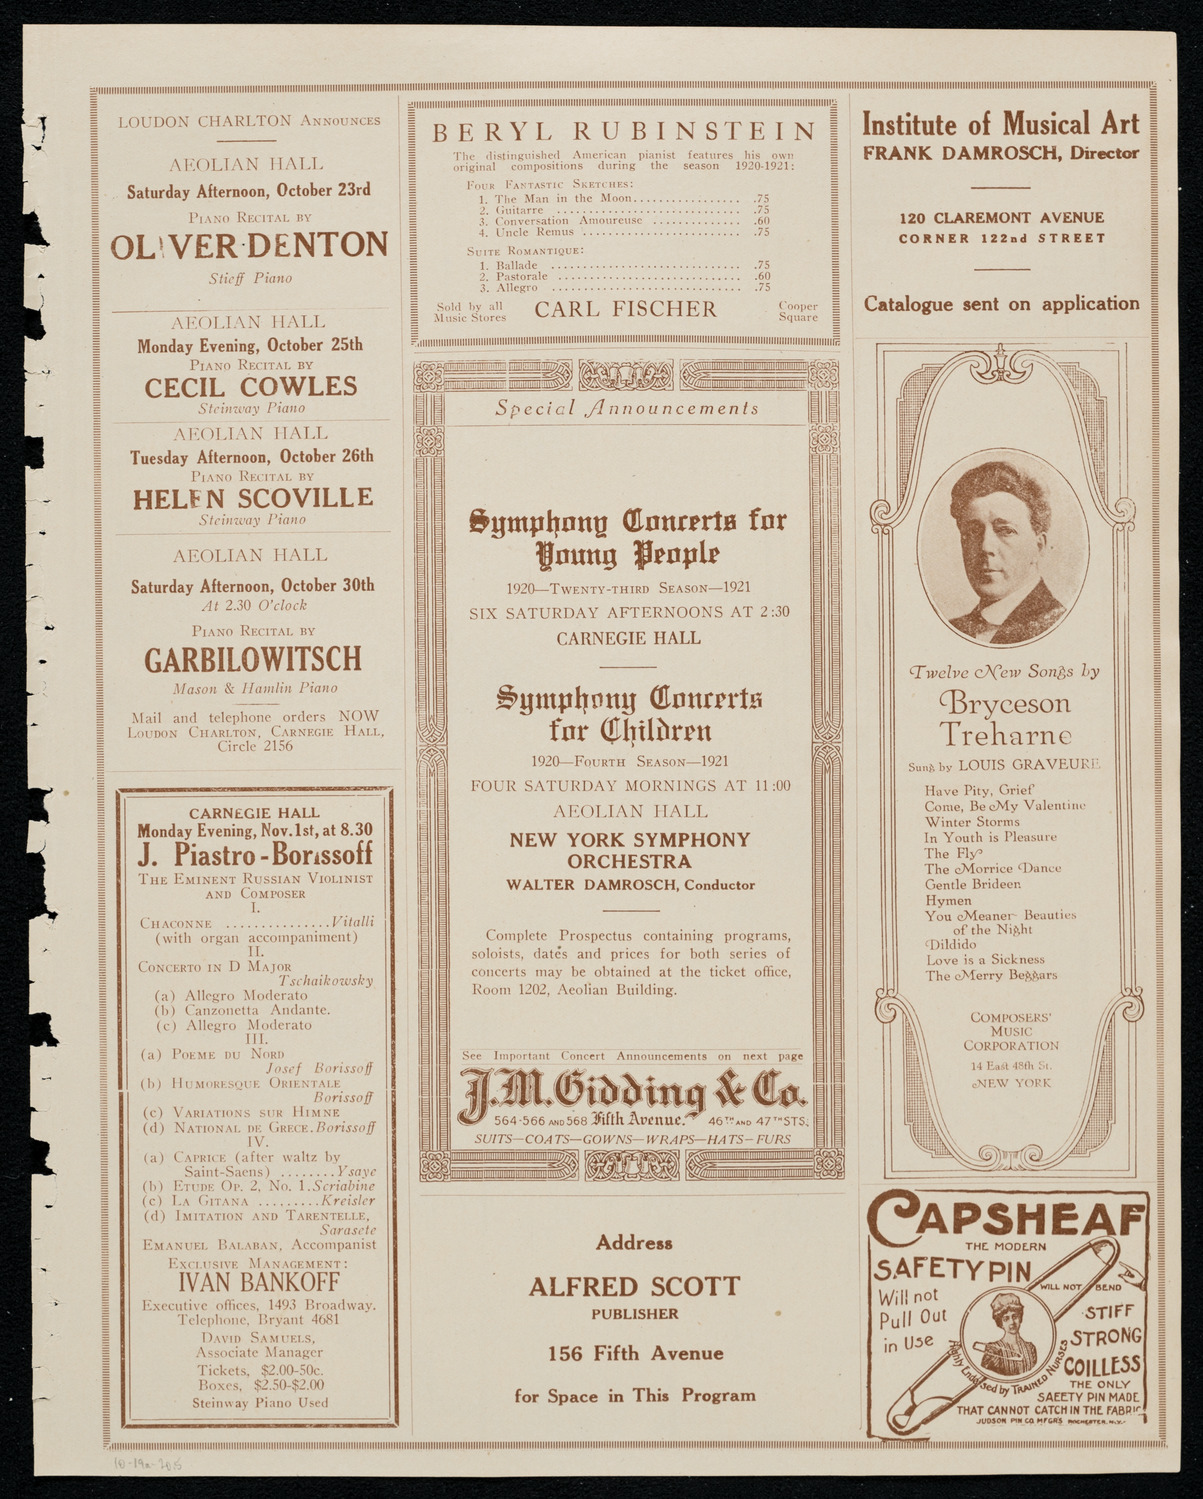 LOUDON CHARLTON ANNOUNCES
AEOLIAN HALL
Saturday Afternoon, October 23rd
PIANO RECITAL BY
OLIVER DENTON
Stieff Piano
AEOLIAN HALL
Monday Evening, October 25th
PIANO RECITAL BY
CECIL COWLES
Steinway Piano
AEOLIAN HALL
Tuesday Afternoon, October 26th
PIANO RECITAL BY
HELEN SCOVILLE
Steinway Piano
AEOLIAN HALL
Saturday Afternoon, October 30th
At 2.30 O'clock
PIANO RECITAL BY
GARBILOWITSCH
Mason & Hamlin Piano
Mail and telephone orders NOW
LOUDON CHARLTON, CARNEGIE HALL,
Circle 2156
CARNEGIE HALL
Monday Evening, Nov. 1st, at 8.30
J. Piastro-Borissoff
THE EMINENT RUSSIAN VIOLINIST
AND COMPOSER
I.
CHACONNE ...............Vitalli
(with organ accompaniment)
II.
CONCERTO IN D MAJOR
Tschaikowsky
(a) Allegro Moderato
(b) Canzonetta Andante.
(c) Allegro Moderato
III.
(a) POEME DU NORD
Josef Borissoff
(b) HUMORESQUE ORIENTALE
Borissoff
(c) VARIATIONS SUR HIMNE
(d) NATIONAL DE GRECE.Borissoff
IV.
(a) CAPRICE (after waltz by
Saint-Saens) ........Ysaye
(b) ETUDE OP. 2, NO. 1.Scriabine
(c) LA GITANA .........Kreisler
(d) IMITATION AND TARENTELLE,
Sarasete
EMANUEL BALABAN, Accompanist
EXCLUSIVE MANAGEMENT:
IVAN BANKOFF
Executive offices, 1493 Broadway.
Telephone, Bryant 4681
DAVID SAMUELS,
Associate Manager
Tickets, $2.00-50c.
Boxes, $2.50-$2.00
Steinway Piano Used
BERYL RUBINSTEIN
The distinguished American pianist features his own
original compositions during the season 1920-1921:
FOUR FANTASTIC SKETCHES:
1. The Man in the Moon................ .75
2. Guitarre ............................ .75
3. Conversation Amoureuse ............. .60
4. Uncle Remus ........................ .75
SUITE ROMANTIQUE:
1. Ballade ............................. .75
2. Pastorale ........................... .60
3. Allegro ............................. .75
Sold by all
Music Stores
CARL FISCHER
Cooper
Square
Special Announcements
Symphony Concerts for
Young People
1920—TWENTY-THIRD SEASON—1921
SIX SATURDAY AFTERNOONS AT 2:30
CARNEGIE HALL
Symphony Concerts
for Children
1920—FOURTH SEASON—1921
FOUR SATURDAY MORNINGS AT 11:00
AEOLIAN HALL
NEW YORK SYMPHONY
ORCHESTRA
WALTER DAMROSCH, Conductor
Complete Prospectus containing programs,
soloists, dates and prices for both series of
concerts may be obtained at the ticket office,
Room 1202, Aeolian Building.
See Important Concert Announcements on next page
J.M. Gidding & Co.
564-566 AND 568 Fifth Avenue. 46TH AND 47TH STS.
SUITS—COATS—GOWNS—WRAPS—HATS—FURS
Address
ALFRED SCOTT
PUBLISHER
156 Fifth Avenue
for Space in This Program
Institute of Musical Art
FRANK DAMROSCH, Director
120 CLAREMONT AVENUE
CORNER 122nd STREET
Catalogue sent on application
Twelve New Songs by
Bryceson
Treharne
Sung by LOUIS GRAVEURE
Have Pity, Grief
Come, Be My Valentine
Winter Storms
In Youth is Pleasure
The Fly
The Morrice Dance
Gentle Brideen
Hymen
You Meaner Beauties
of the Night
Dildido
Love is a Sickness
The Merry Beggars
COMPOSERS'
MUSIC
CORPORATION
14 East 48th St.
NEW YORK
CAPSHEAF
THE MODERN
SAFETY PIN
WILL NOT BEND
Will not
Pull Out
in Use
STIFF
STRONG
COILLESS
Highly Endorsed by TRAINED NURSES
THE ONLY
SAFETY PIN MADE
THAT CANNOT CATCH IN THE FABRIC
JUDSON PIN CO. MFGRS ROCHESTER, N.Y.
10-19a-20S